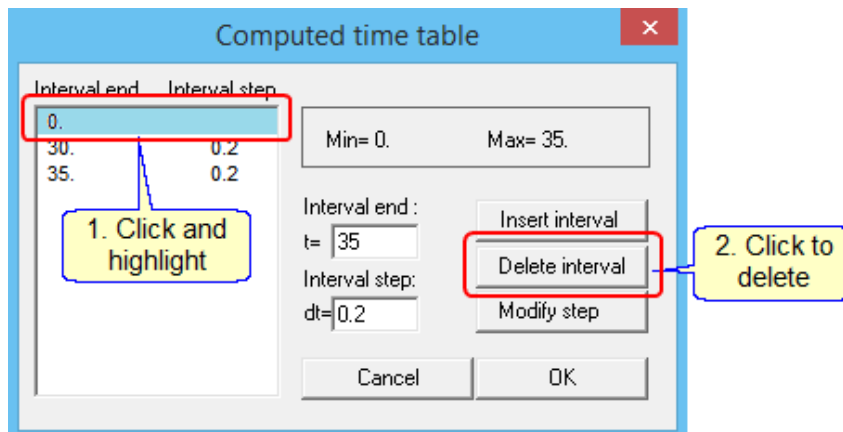 Computed time table
×
Interval end Interval step
0.
30. 0.2
35. 0.2
Min= 0. Max= 35.
Interval end :
t= 35
Interval step:
dt= 0.2
Insert interval
Delete interval
Modify step
Cancel OK
1. Click and
highlight
2. Click to
delete